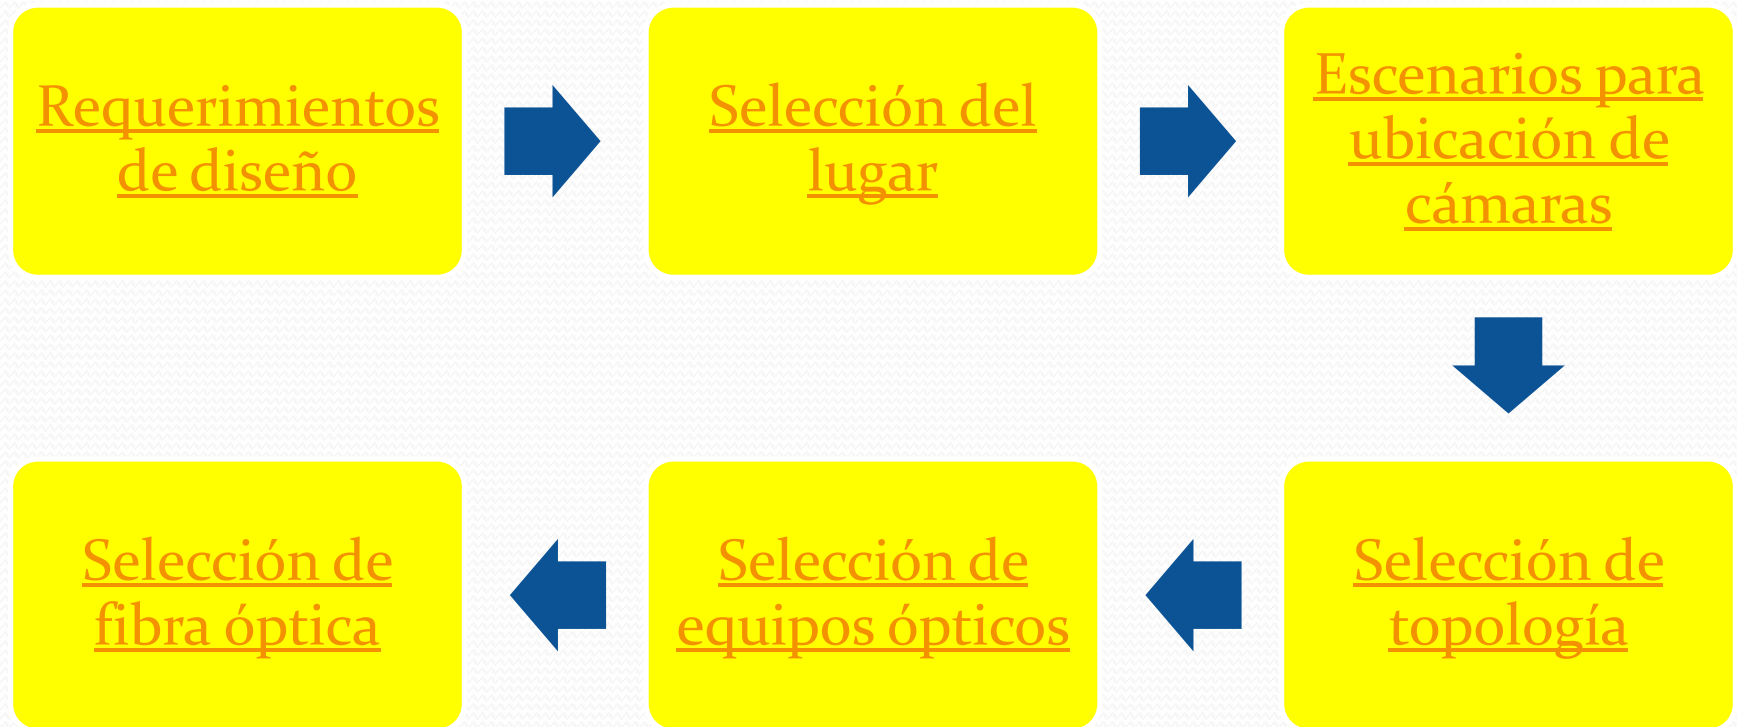 Requerimientos
de diseño
Selección del
lugar
Escenarios para
ubicación de
cámaras
Selección de
topología
Selección de
equipos ópticos
Selección de
fibra óptica